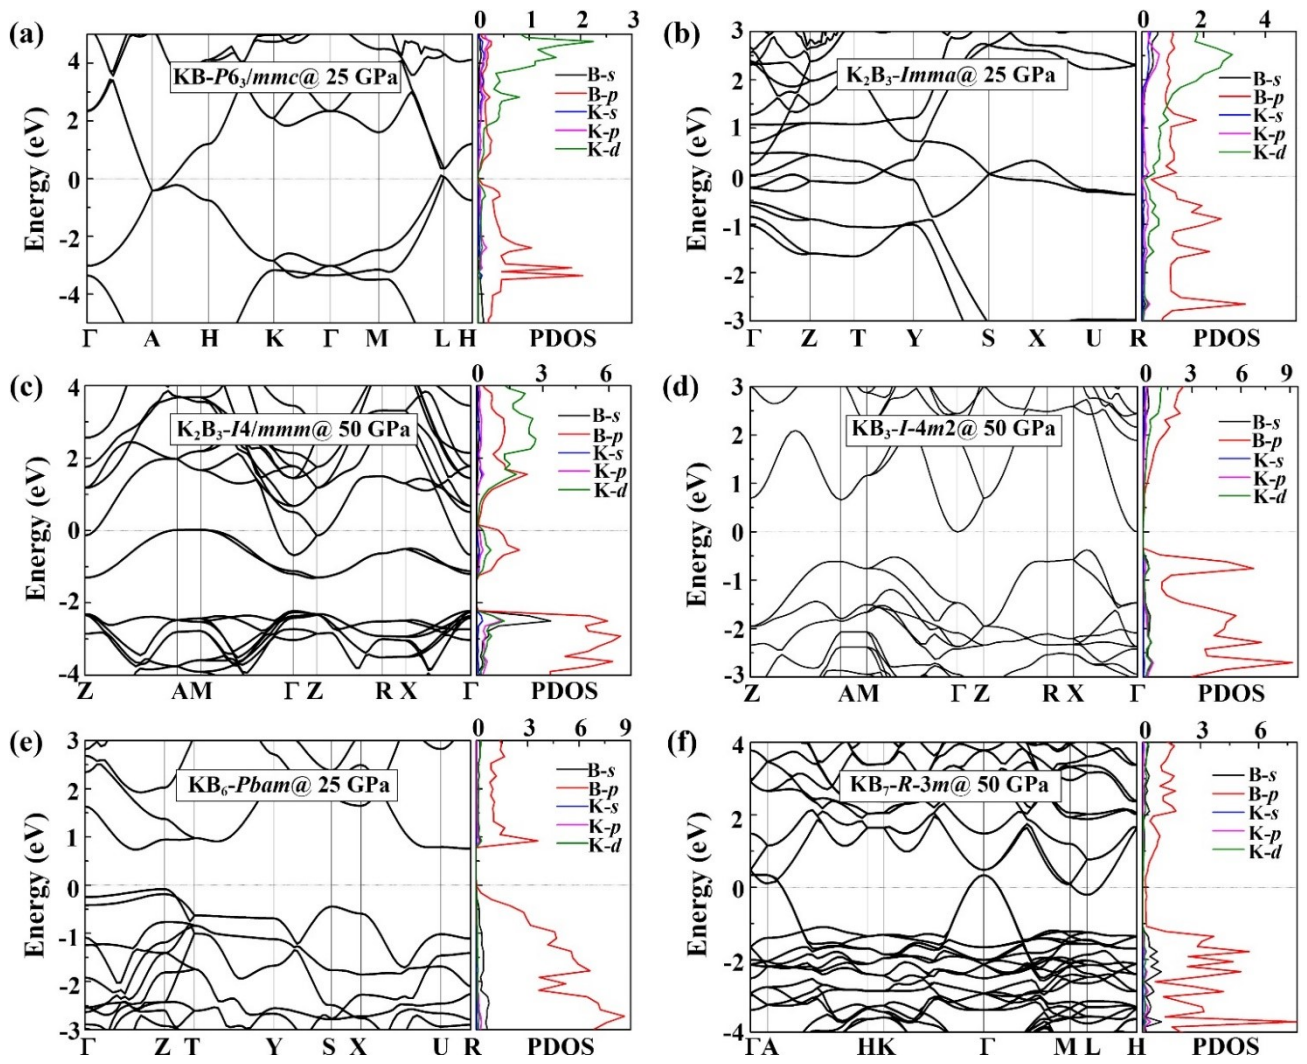 (a)
KB-P6₃/mmc@ 25 GPa
0 1 2 3
B-s
B-p
K-s
K-p
K-d
Energy (eV)
4
2
0
-2
-4
Γ A H K Γ M L H PDOS
(b)
K₂B₃-Imma@ 25 GPa
0 2 4
B-s
B-p
K-s
K-p
K-d
Energy (eV)
3
2
1
0
-1
-2
-3
Γ Z T Y S X U R PDOS
(c)
K₂B₃-I4/mmm@ 50 GPa
0 3 6
B-s
B-p
K-s
K-p
K-d
Energy (eV)
4
2
0
-2
-4
Z A M Γ Z R X Γ PDOS
(d)
KB₃-I-4m2@ 50 GPa
0 3 6 9
B-s
B-p
K-s
K-p
K-d
Energy (eV)
3
2
1
0
-1
-2
-3
Z A M Γ Z R X Γ PDOS
(e)
KB₆-Pbam@ 25 GPa
0 3 6 9
B-s
B-p
K-s
K-p
K-d
Energy (eV)
3
2
1
0
-1
-2
-3
Γ Z T Y S X U R PDOS
(f)
KB₇-R-3m@ 50 GPa
0 3 6
B-s
B-p
K-s
K-p
K-d
Energy (eV)
4
2
0
-2
-4
Γ A H K Γ M L H PDOS